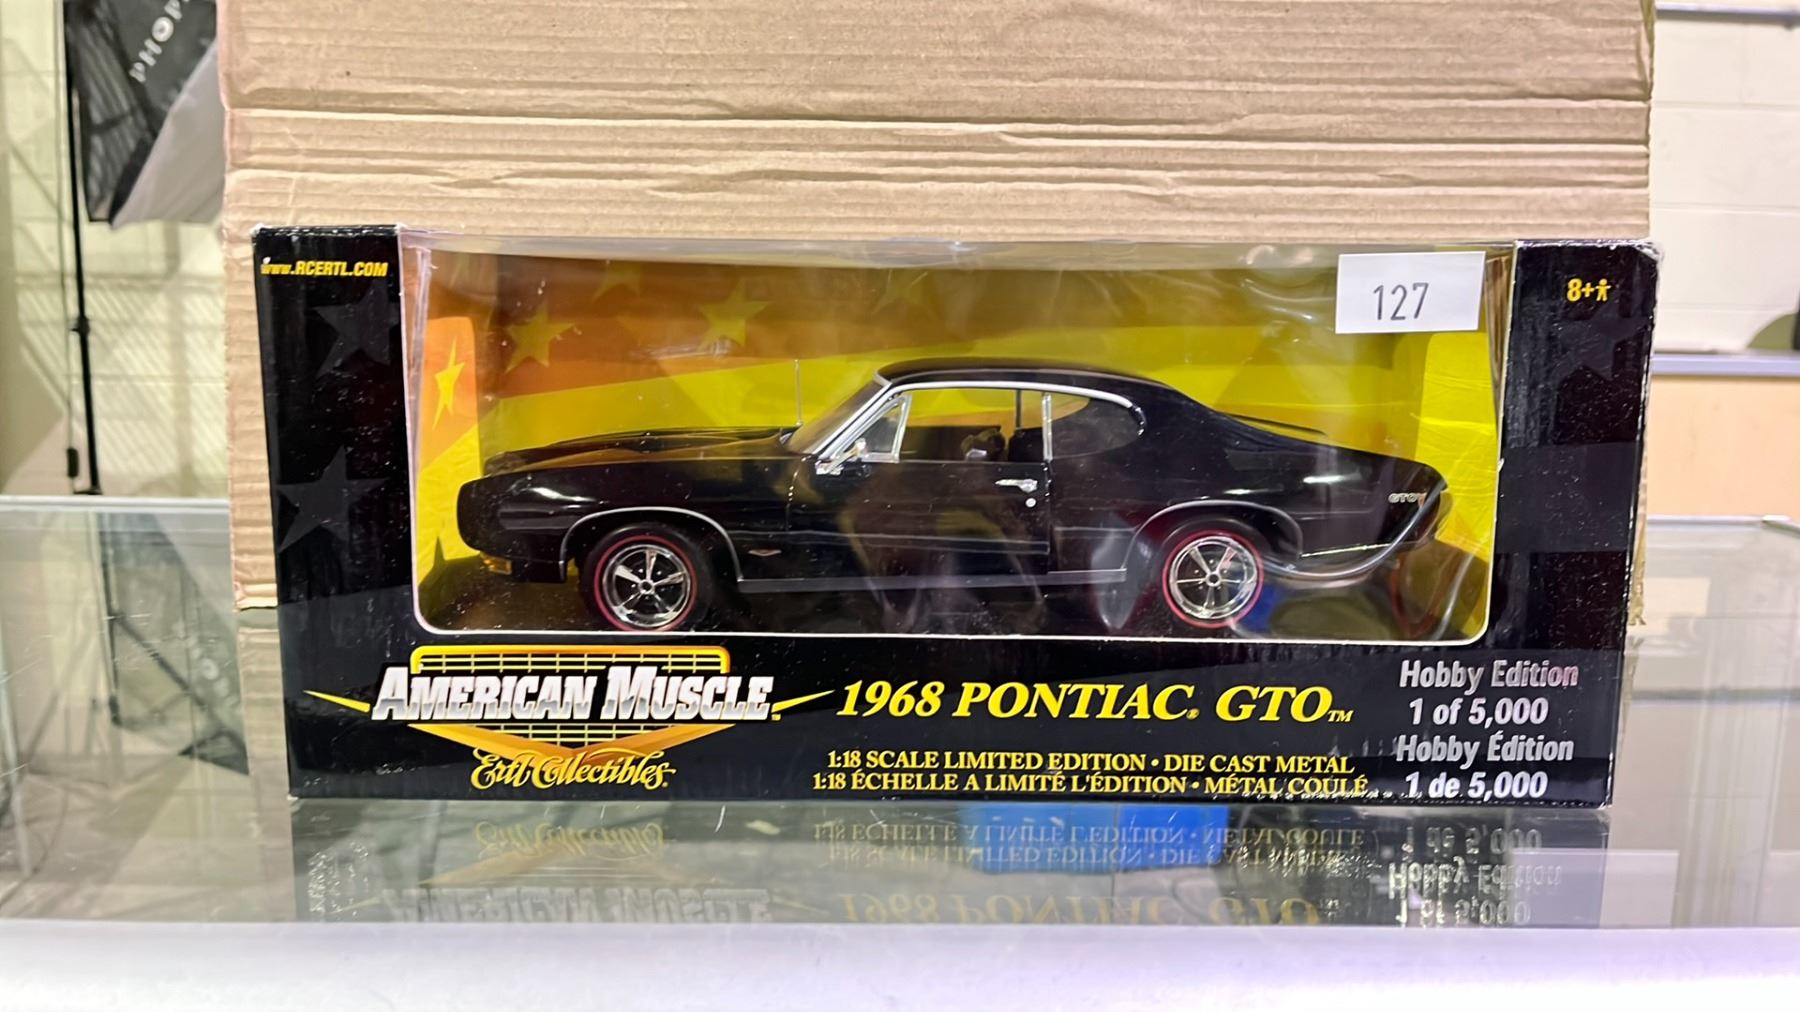 PHO
www.RCERTL.COM
127
8+
GTO
AMERICAN MUSCLE
Ertl Collectibles®
1968 PONTIAC® GTO™
1:18 SCALE LIMITED EDITION • DIE CAST METAL
1:18 ÉCHELLE A LIMITÉ L'ÉDITION • MÉTAL COULÉ
Hobby Edition
1 of 5,000
Hobby Édition
1 de 5,000